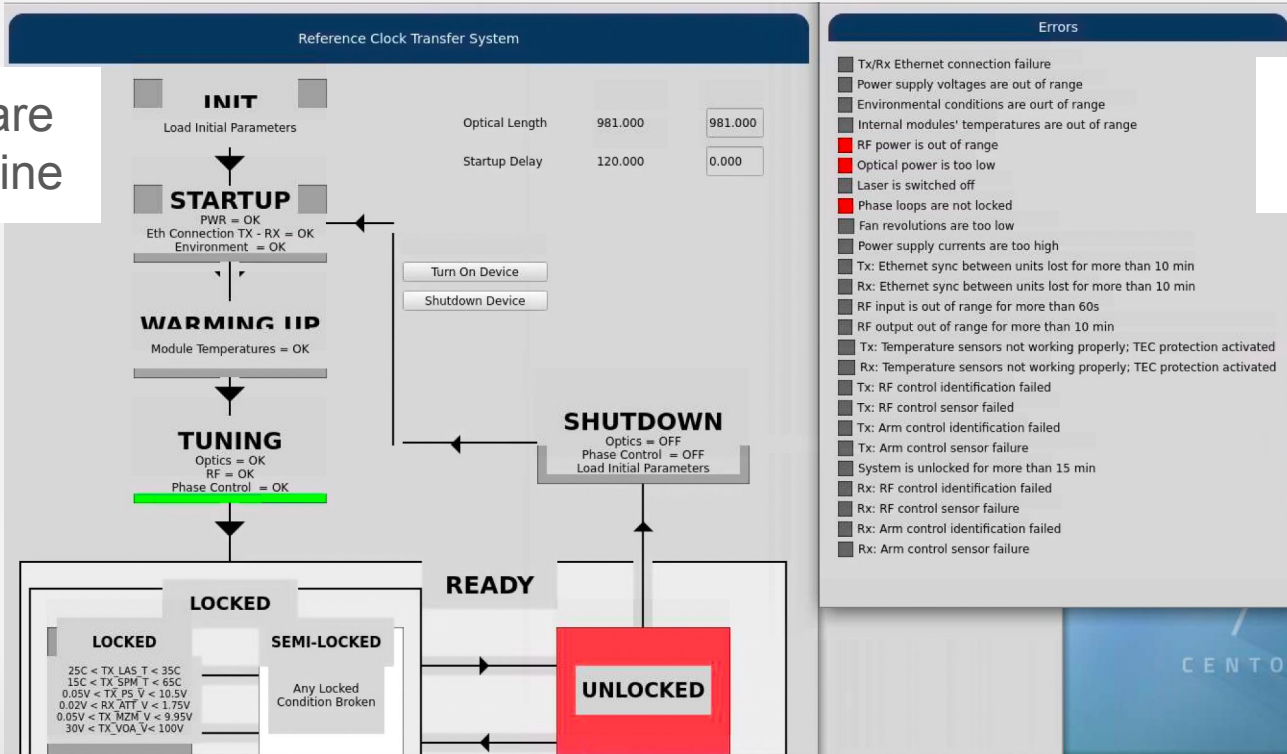 Reference Clock Transfer System
are
ine
INIT
Load Initial Parameters
STARTUP
PWR = OK
Eth Connection TX - RX = OK
Environment = OK
WARMING UP
Module Temperatures = OK
TUNING
Optics = OK
RF = OK
Phase Control = OK
Optical Length 981.000 981.000
Startup Delay 120.000 0.000
Turn On Device
Shutdown Device
SHUTDOWN
Optics = OFF
Phase Control = OFF
Load Initial Parameters
READY
LOCKED
LOCKED
25C < TX_LAS_T < 35C
15C < TX_SPM_T < 65C
0.05V < TX_PS_V < 10.5V
0.02V < RX_ATT_V < 1.75V
0.05V < TX_MZM_V < 9.95V
30V < TX_VOA_V< 100V
SEMI-LOCKED
Any Locked
Condition Broken
UNLOCKED
Errors
Tx/Rx Ethernet connection failure
Power supply voltages are out of range
Environmental conditions are ourt of range
Internal modules' temperatures are out of range
RF power is out of range
Optical power is too low
Laser is switched off
Phase loops are not locked
Fan revolutions are too low
Power supply currents are too high
Tx: Ethernet sync between units lost for more than 10 min
Rx: Ethernet sync between units lost for more than 10 min
RF input is out of range for more than 60s
RF output out of range for more than 10 min
Tx: Temperature sensors not working properly; TEC protection activated
Rx: Temperature sensors not working properly; TEC protection activated
Tx: RF control identification failed
Tx: RF control sensor failed
Tx: Arm control identification failed
Tx: Arm control sensor failure
System is unlocked for more than 15 min
Rx: RF control identification failed
Rx: RF control sensor failure
Rx: Arm control identification failed
Rx: Arm control sensor failure
CENTO